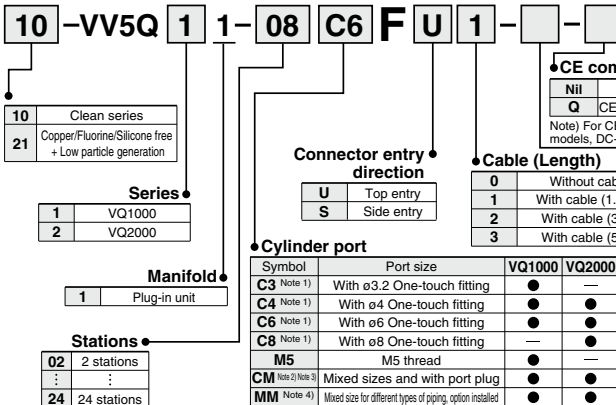 10 -VV5Q 1 1- 08 C6 F U 1 - -
CE com
Nil
Q CE
Note) For CE
models, DC-
10 Clean series
21 Copper/Fluorine/Silicone free
+ Low particle generation
Connector entry
direction
U Top entry
S Side entry
Cable (Length)
0 Without cab
1 With cable (1.
2 With cable (3
3 With cable (5
Series
1 VQ1000
2 VQ2000
Manifold
1 Plug-in unit
Stations
02 2 stations
⋮ ⋮
24 24 stations
Cylinder port
Symbol Port size VQ1000 VQ2000
C3 Note 1) With ø3.2 One-touch fitting ● —
C4 Note 1) With ø4 One-touch fitting ● ●
C6 Note 1) With ø6 One-touch fitting ● ●
C8 Note 1) With ø8 One-touch fitting — ●
M5 M5 thread ● —
CM Note 2) Note 3) Mixed sizes and with port plug ● ●
MM Note 4) Mixed size for different types of piping, option installed ● ●